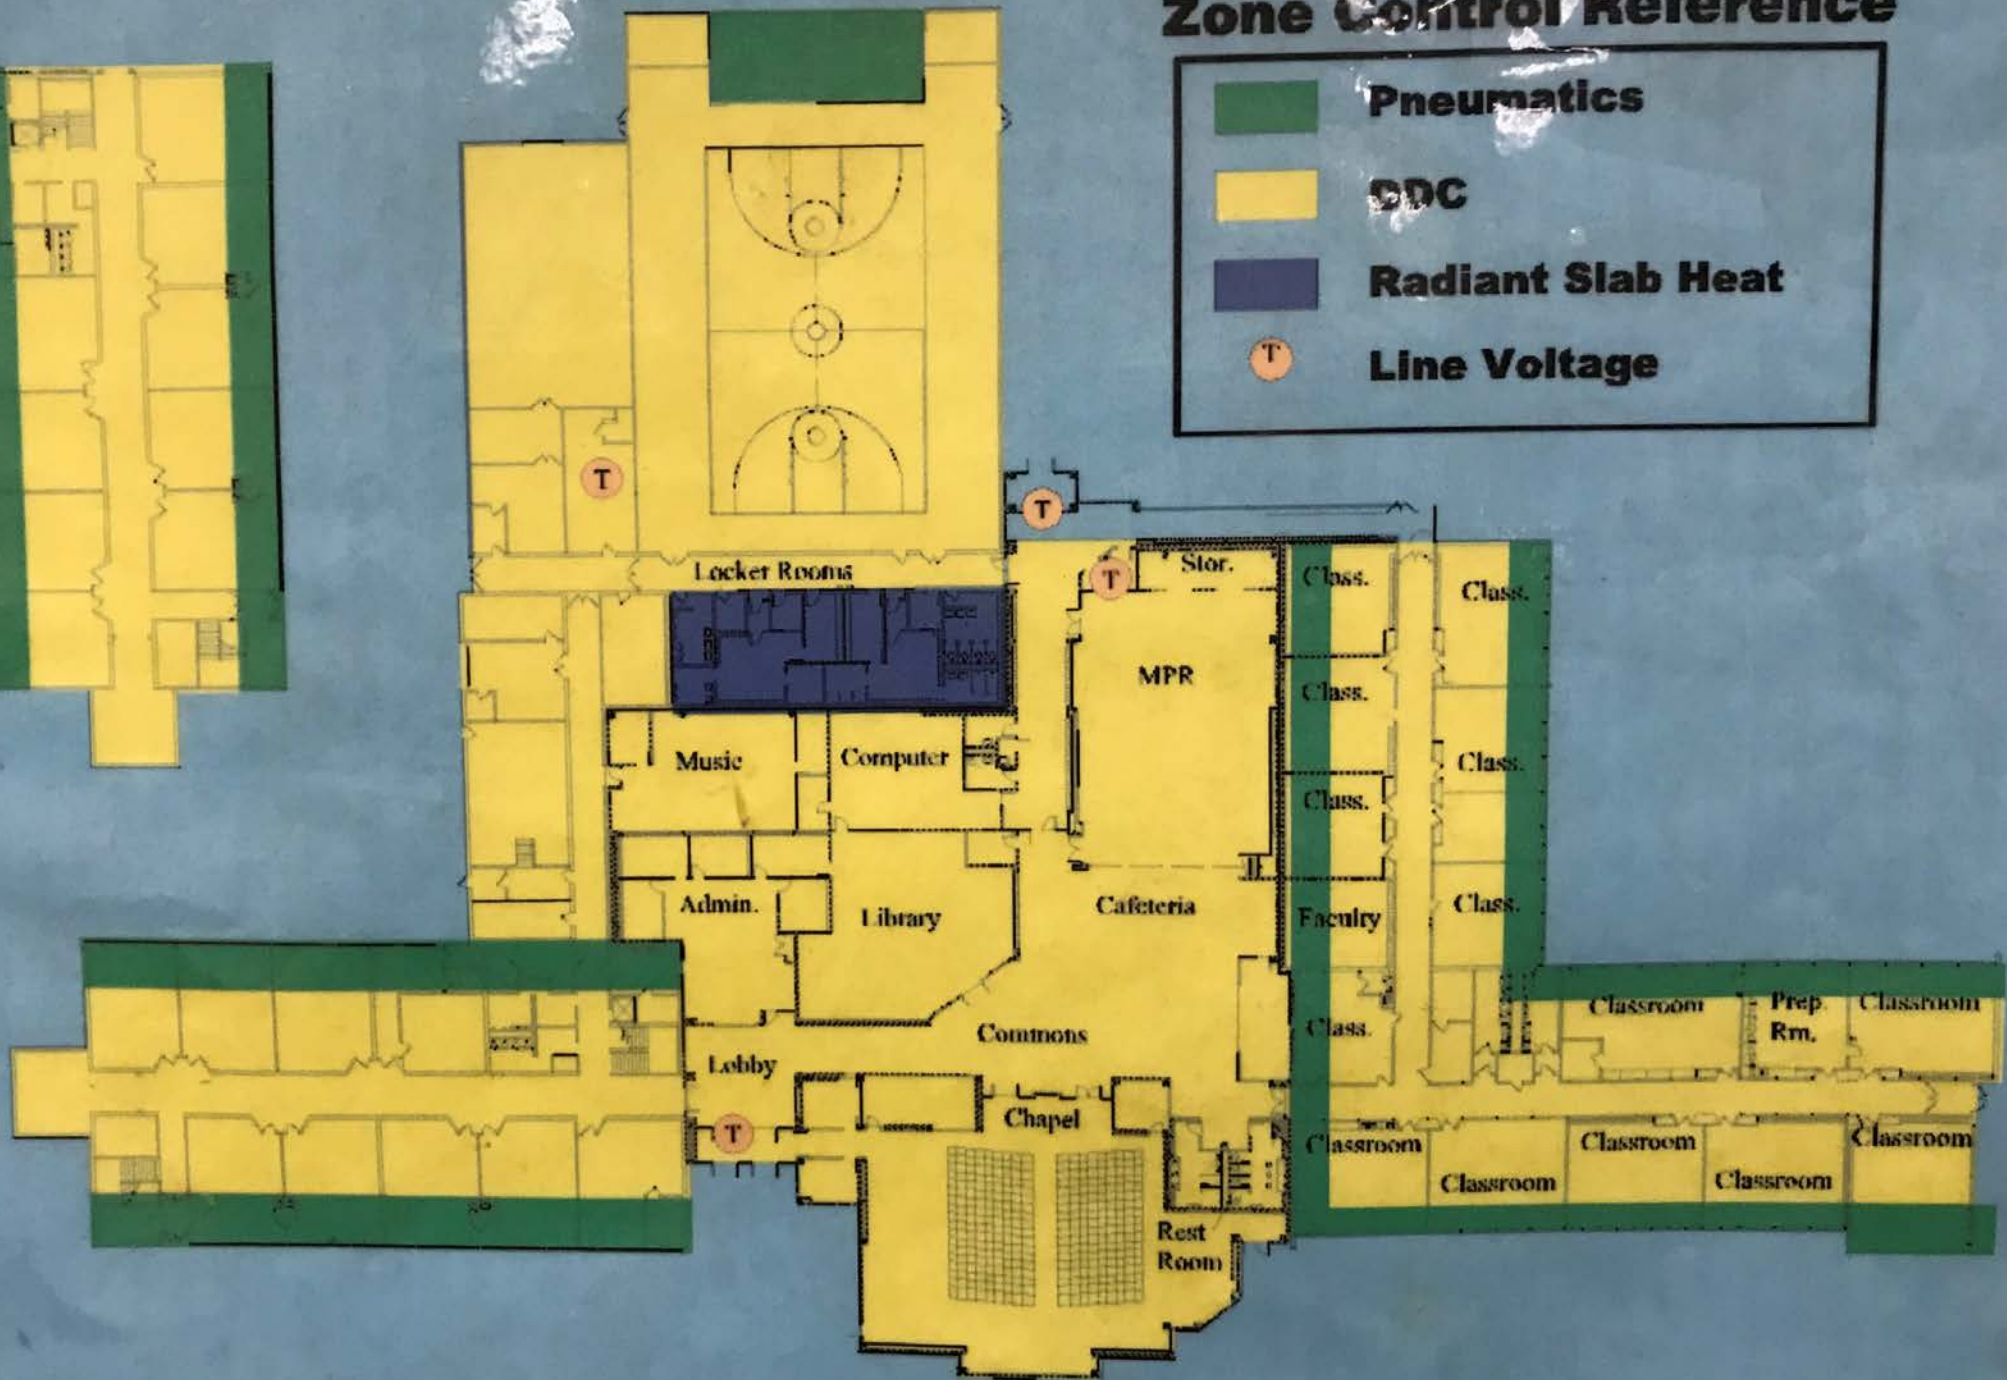 Zone Control Reference
Pneumatics
DDC
Radiant Slab Heat
T Line Voltage
T
T
Locker Rooms
T
Stor.
Class.
Class.
MPR
Class.
Music
Computer
Class.
Class.
Admin.
Library
Cafeteria
Faculty
Class.
Classroom
Prep.
Rm.
Classroom
Commons
Class.
Lobby
T
Chapel
Classroom
Classroom
Classroom
Classroom
Classroom
Rest
Room